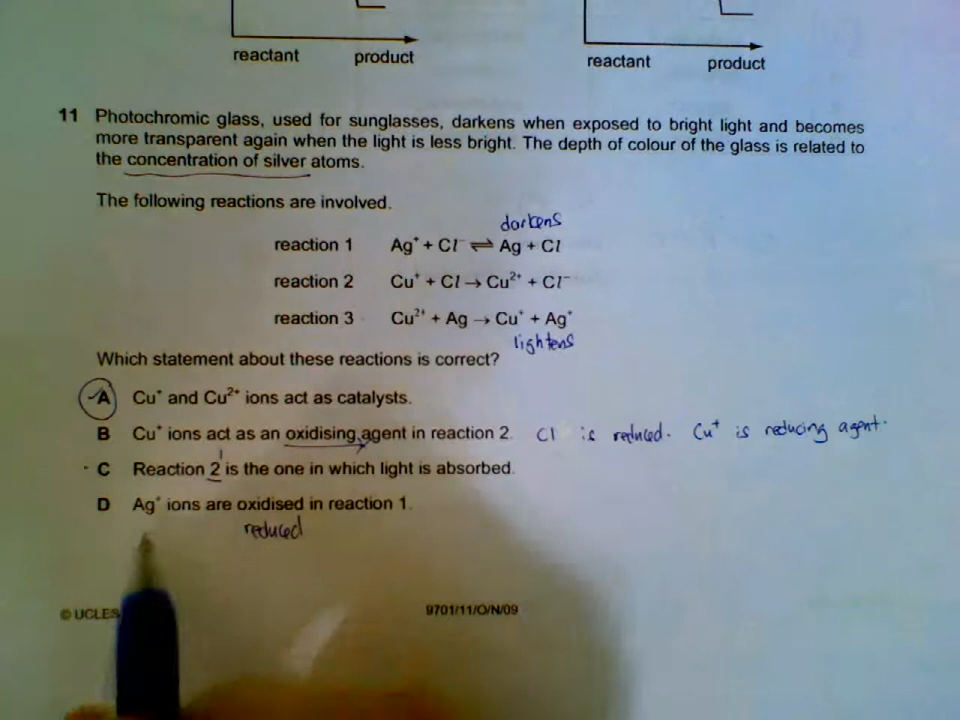 reactant product reactant product
11 Photochromic glass, used for sunglasses, darkens when exposed to bright light and becomes
more transparent again when the light is less bright. The depth of colour of the glass is related to
the concentration of silver atoms.
The following reactions are involved.
darkens
reaction 1 Ag⁺ + Cl⁻ ⇌ Ag + Cl
reaction 2 Cu⁺ + Cl → Cu²⁺ + Cl⁻
reaction 3 Cu²⁺ + Ag → Cu⁺ + Ag⁺
lightens
Which statement about these reactions is correct?
A Cu⁺ and Cu²⁺ ions act as catalysts.
B Cu⁺ ions act as an oxidising agent in reaction 2. Cl is reduced. Cu⁺ is reducing agent.
1
C Reaction 2 is the one in which light is absorbed.
D Ag⁺ ions are oxidised in reaction 1.
reduced
© UCLES 9701/11/O/N/09